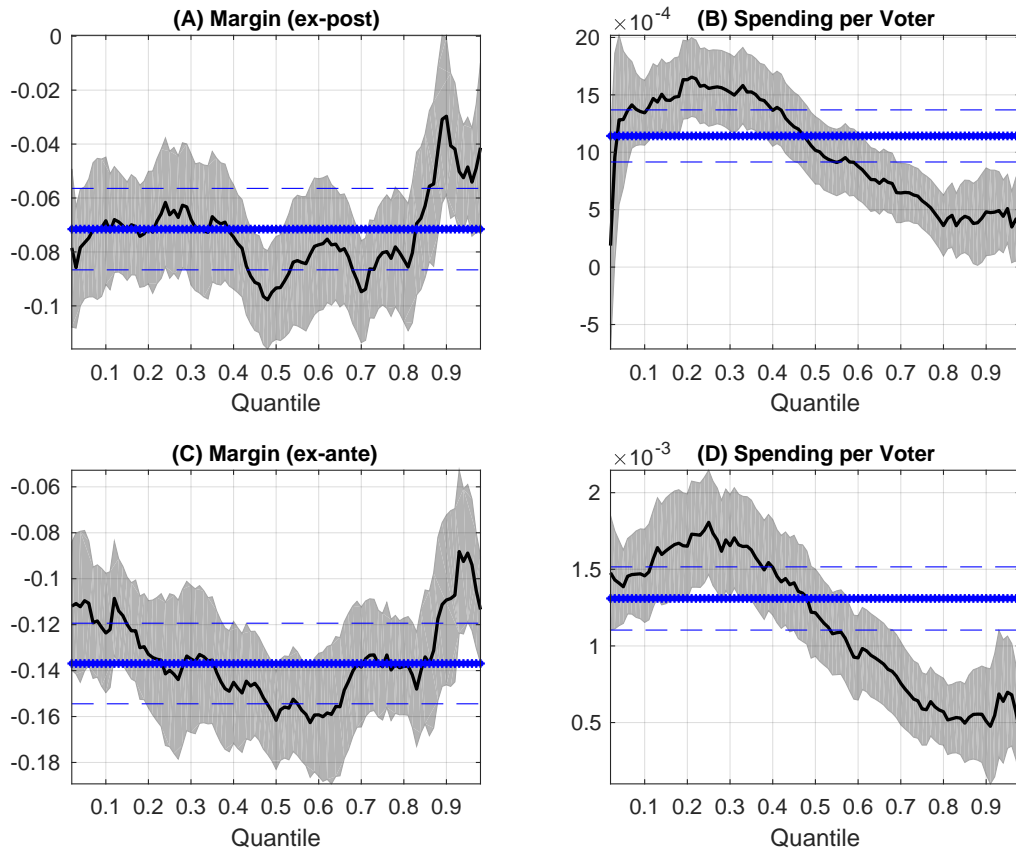 (A) Margin (ex-post)
0
-0.02
-0.04
-0.06
-0.08
-0.1
0.1 0.2 0.3 0.4 0.5 0.6 0.7 0.8 0.9
Quantile
(B) Spending per Voter
×10-4
20
15
10
5
0
-5
0.1 0.2 0.3 0.4 0.5 0.6 0.7 0.8 0.9
Quantile
(C) Margin (ex-ante)
-0.06
-0.08
-0.1
-0.12
-0.14
-0.16
-0.18
0.1 0.2 0.3 0.4 0.5 0.6 0.7 0.8 0.9
Quantile
(D) Spending per Voter
×10-3
2
1.5
1
0.5
0.1 0.2 0.3 0.4 0.5 0.6 0.7 0.8 0.9
Quantile